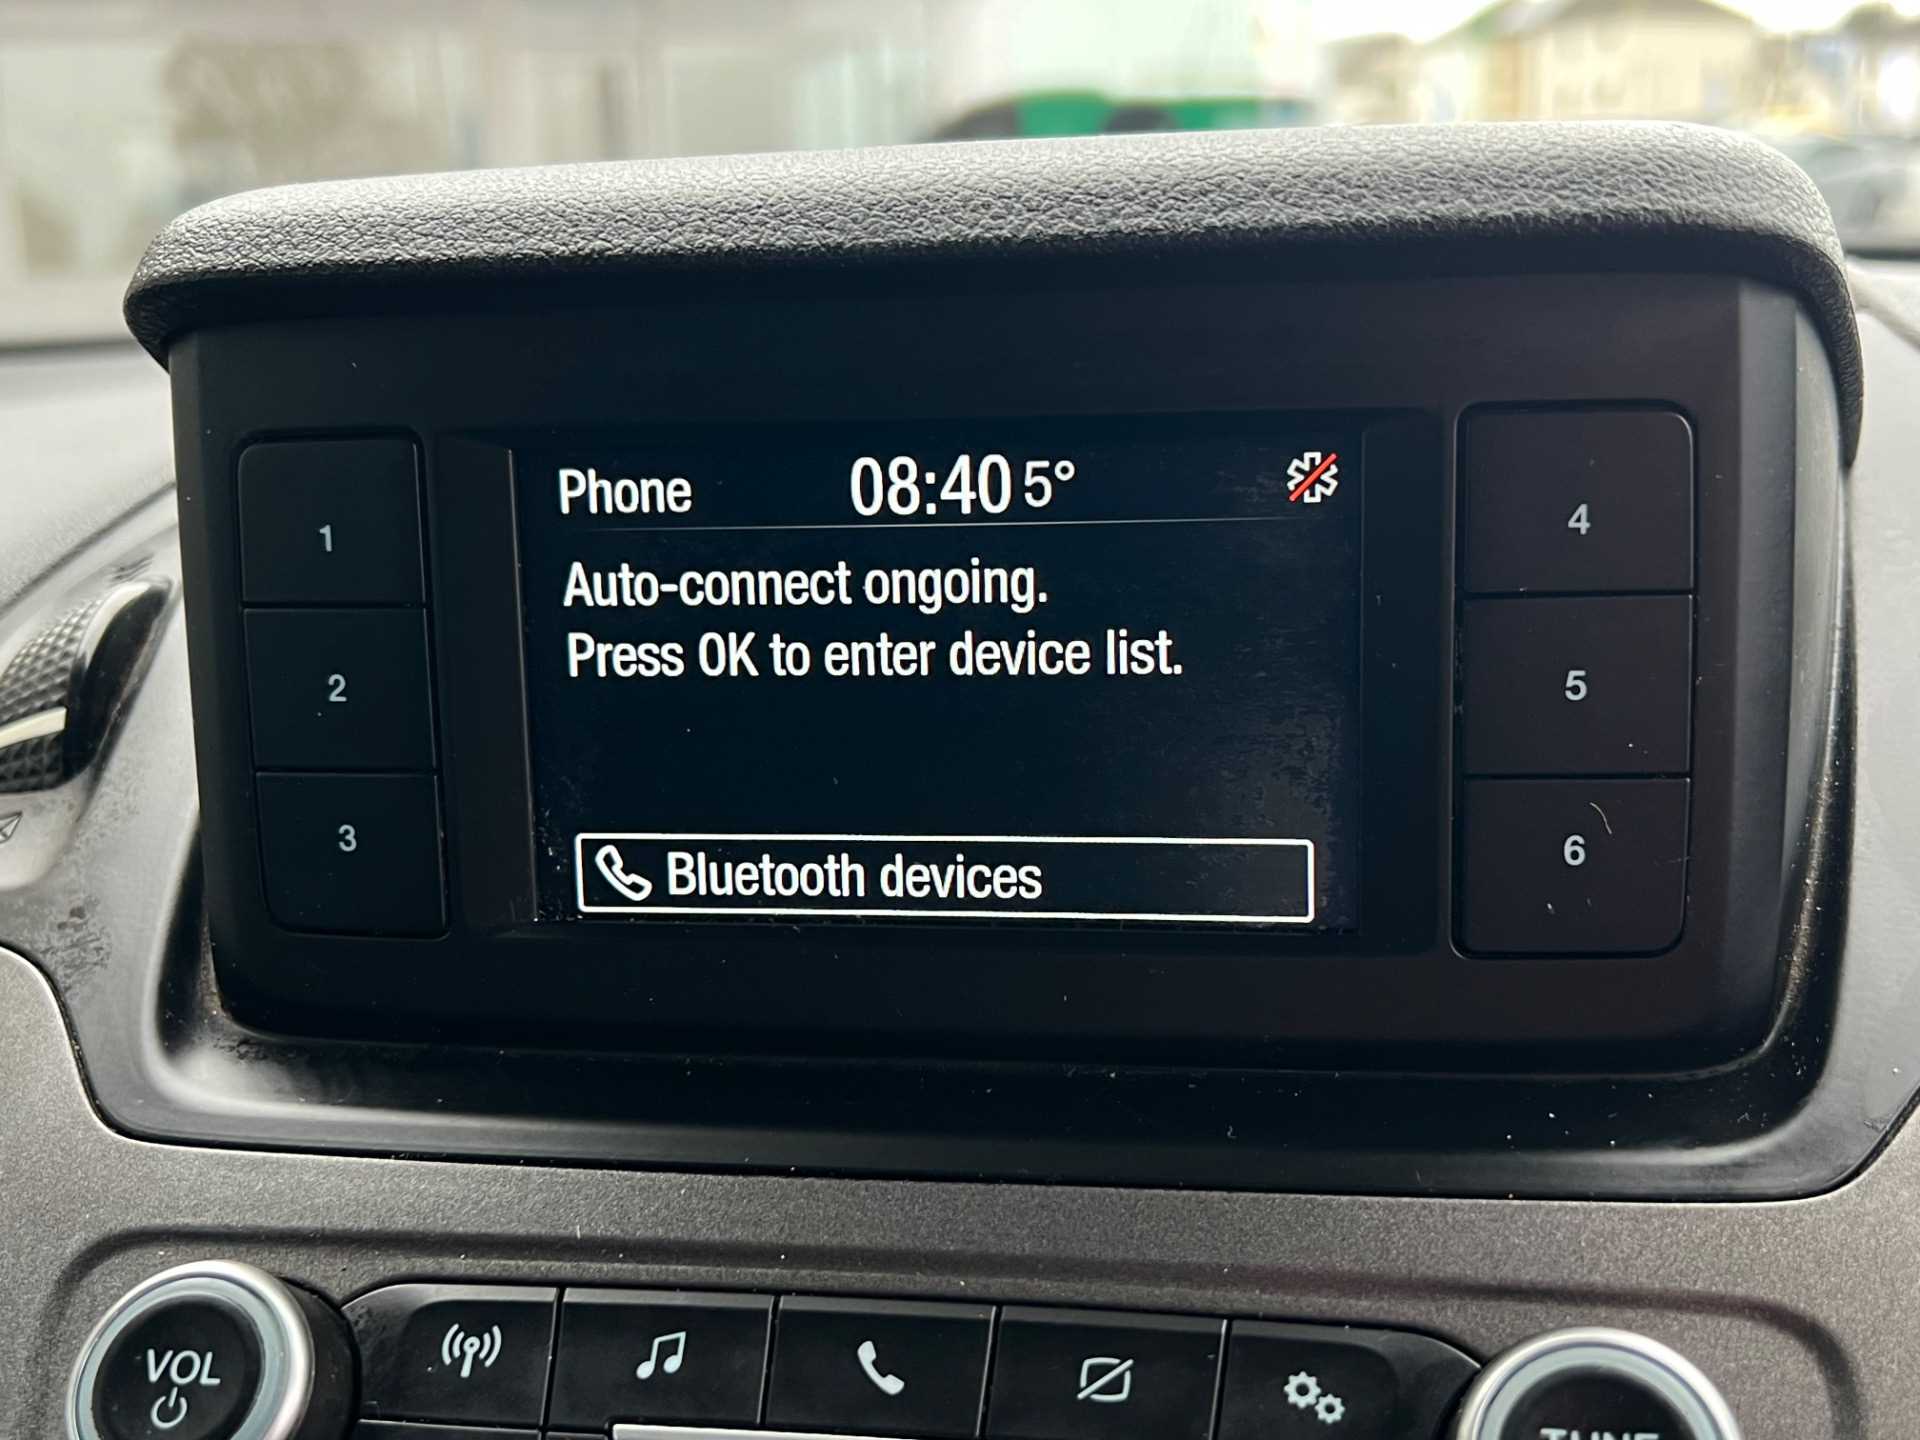 Phone 08:40 5°
Auto-connect ongoing.
Press OK to enter device list.
Bluetooth devices
1
2
3
4
5
6
VOL
TUNE